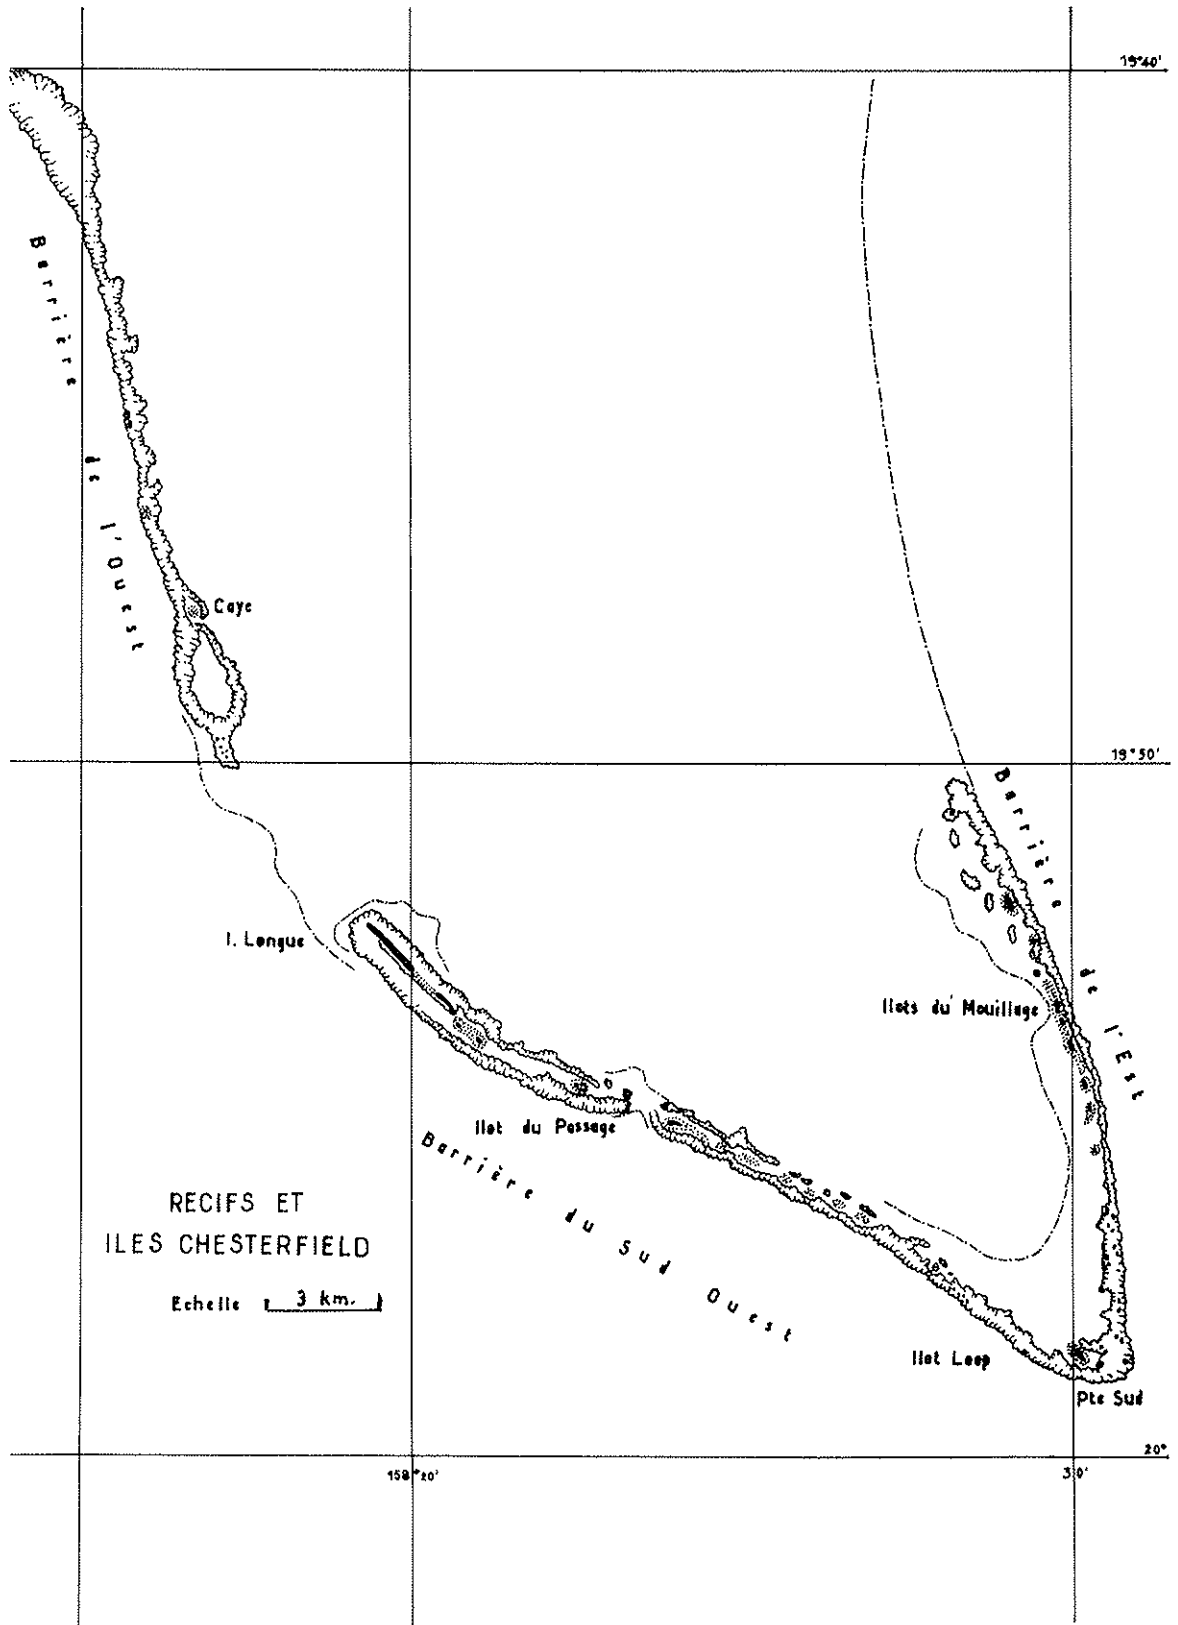 19°40'
Barrière de l'Ouest
Caye
19°50'
Barrière de l'Est
I. Longue
Ilots du Mouillage
Ilot du Passage
Barrière du Sud Ouest
RECIFS ET
ILES CHESTERFIELD
Echelle 3 km.
Ilot Loop
Pte Sud
20°
158°20'
30'